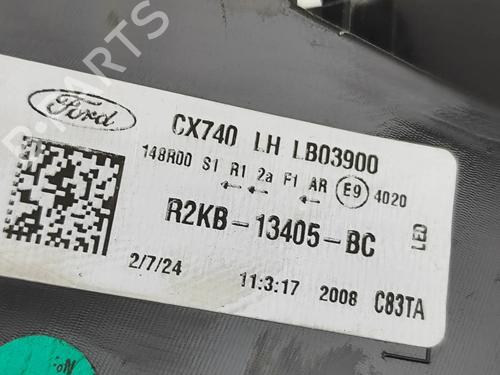 B-PARTS
Ford
CX740 LH LB03900
148R00 S1 R1 2a F1 AR E9 4020
R2KB-13405-BC
LED
2/7/24 11:3:17 2008 C83TA